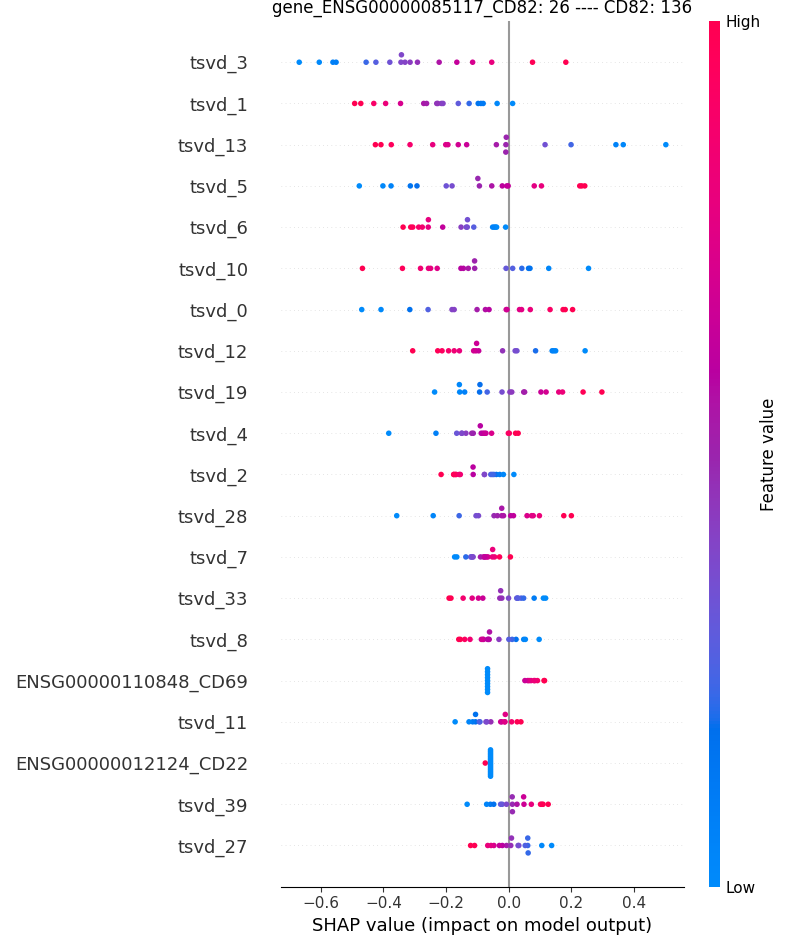 gene_ENSG00000085117_CD82: 26 ---- CD82: 136
High
tsvd_3
tsvd_1
tsvd_13
tsvd_5
tsvd_6
tsvd_10
tsvd_0
tsvd_12
tsvd_19
tsvd_4
tsvd_2
tsvd_28
tsvd_7
tsvd_33
tsvd_8
ENSG00000110848_CD69
tsvd_11
ENSG00000012124_CD22
tsvd_39
tsvd_27
Feature value
Low
−0.6 −0.4 −0.2 0.0 0.2 0.4
SHAP value (impact on model output)